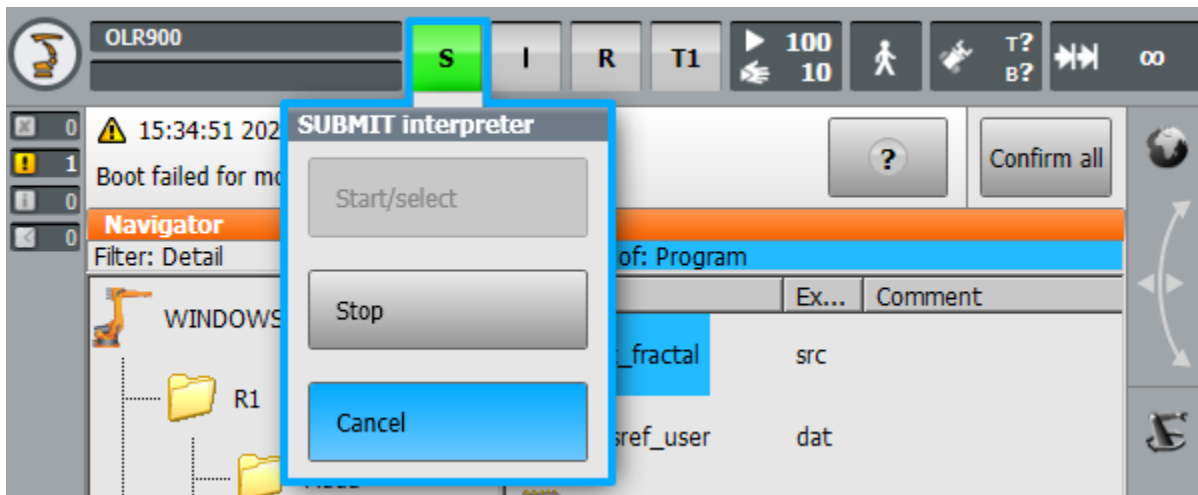 OLR900
S
I
R
T1
100
10
T?
B?
∞
0
1
0
0
15:34:51 202
Boot failed for mo
?
Confirm all
SUBMIT interpreter
Start/select
Stop
Cancel
Navigator
Filter: Detail
of: Program
Ex...
Comment
WINDOWS
_fractal
src
R1
sref_user
dat